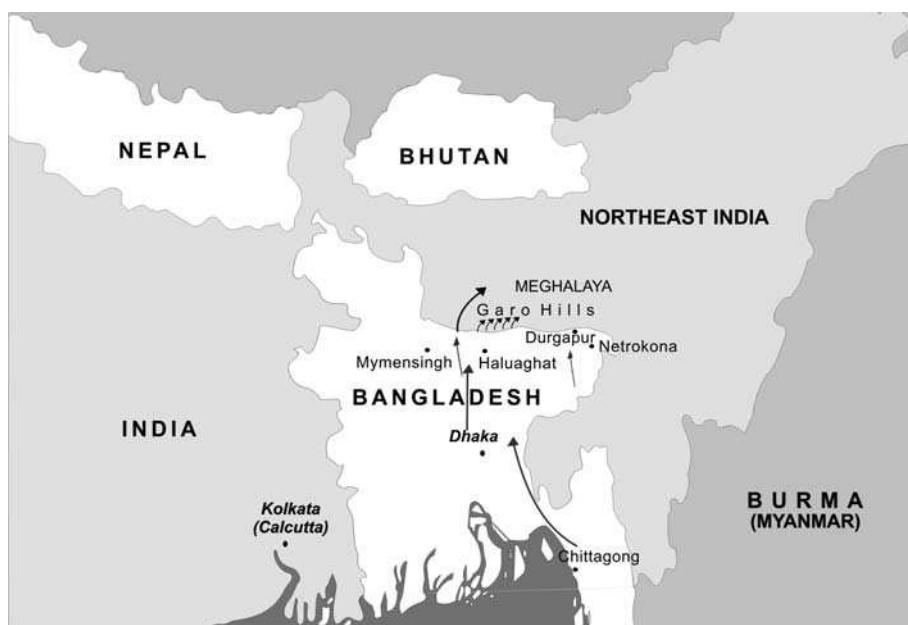 NEPAL
BHUTAN
NORTHEAST INDIA
MEGHALAYA
Garo Hills
Durgapur
Mymensingh
Haluaghat
Netrokona
BANGLADESH
INDIA
Dhaka
Kolkata
(Calcutta)
BURMA
(MYANMAR)
Chittagong